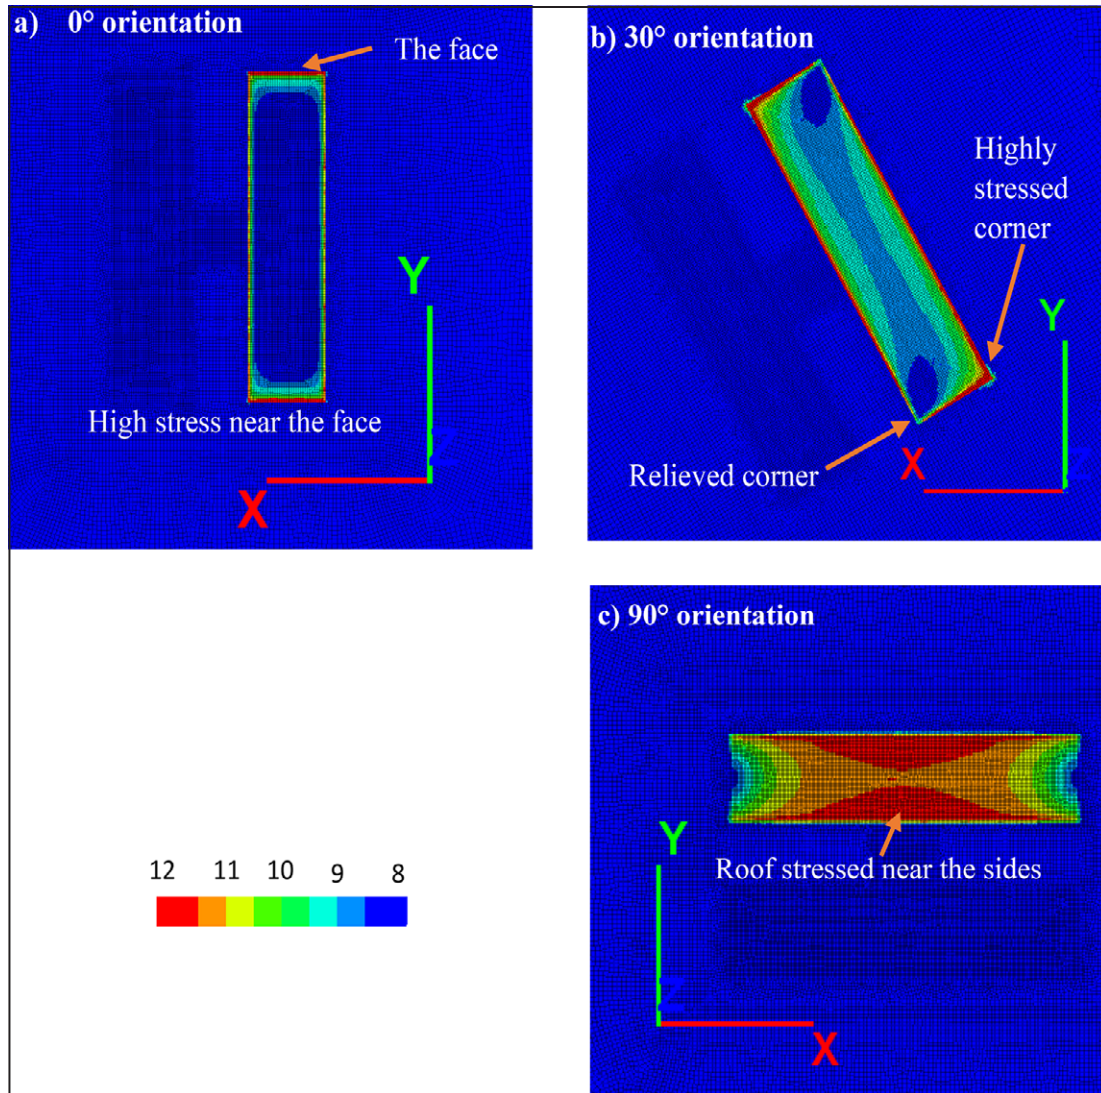 a) 0° orientation
The face
High stress near the face
Y
Z
X
b) 30° orientation
Highly
stressed
corner
Relieved corner
Y
X
Z
c) 90° orientation
Roof stressed near the sides
Y
Z
X
12 11 10 9 8